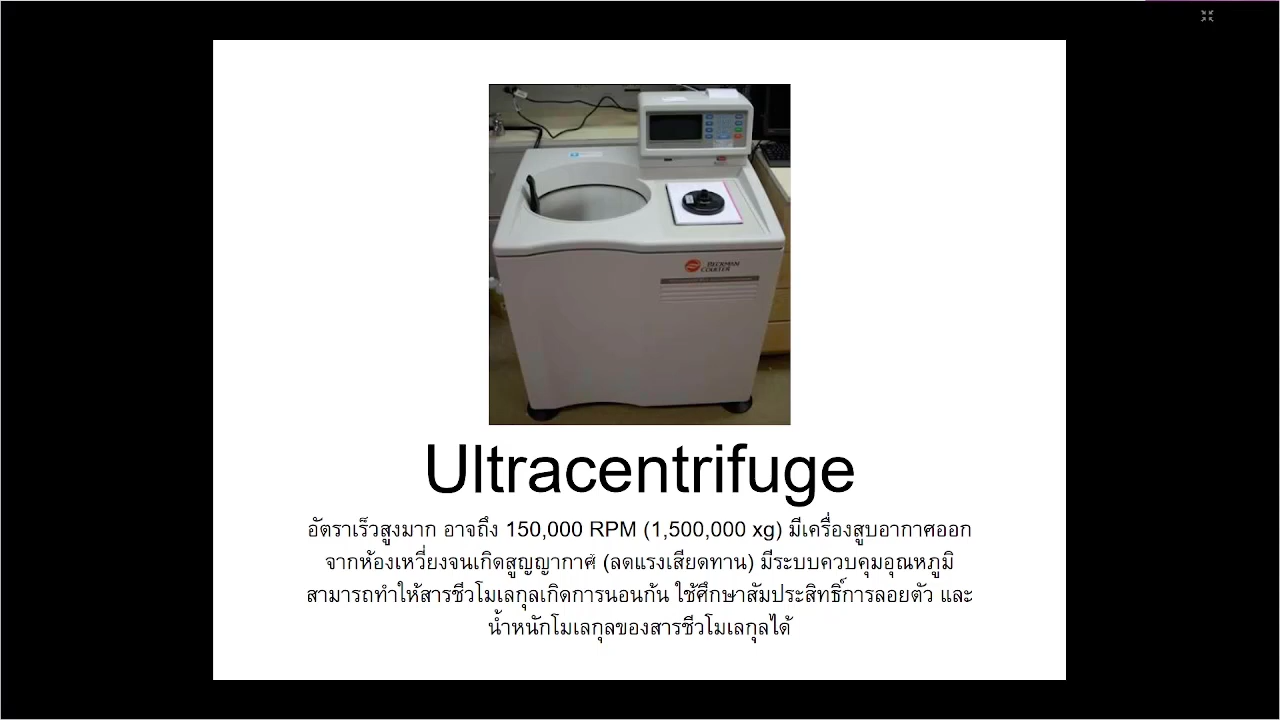 BECKMAN
COULTER
Ultracentrifuge
อัตราเร็วสูงมาก อาจถึง 150,000 RPM (1,500,000 xg) มีเครื่องสูบอากาศออก
จากห้องเหวี่ยงจนเกิดสูญญากาศ (ลดแรงเสียดทาน) มีระบบควบคุมอุณหภูมิ
สามารถทำให้สารชีวโมเลกุลเกิดการนอนก้น ใช้ศึกษาสัมประสิทธิ์การลอยตัว และ
น้ำหนักโมเลกุลของสารชีวโมเลกุลได้